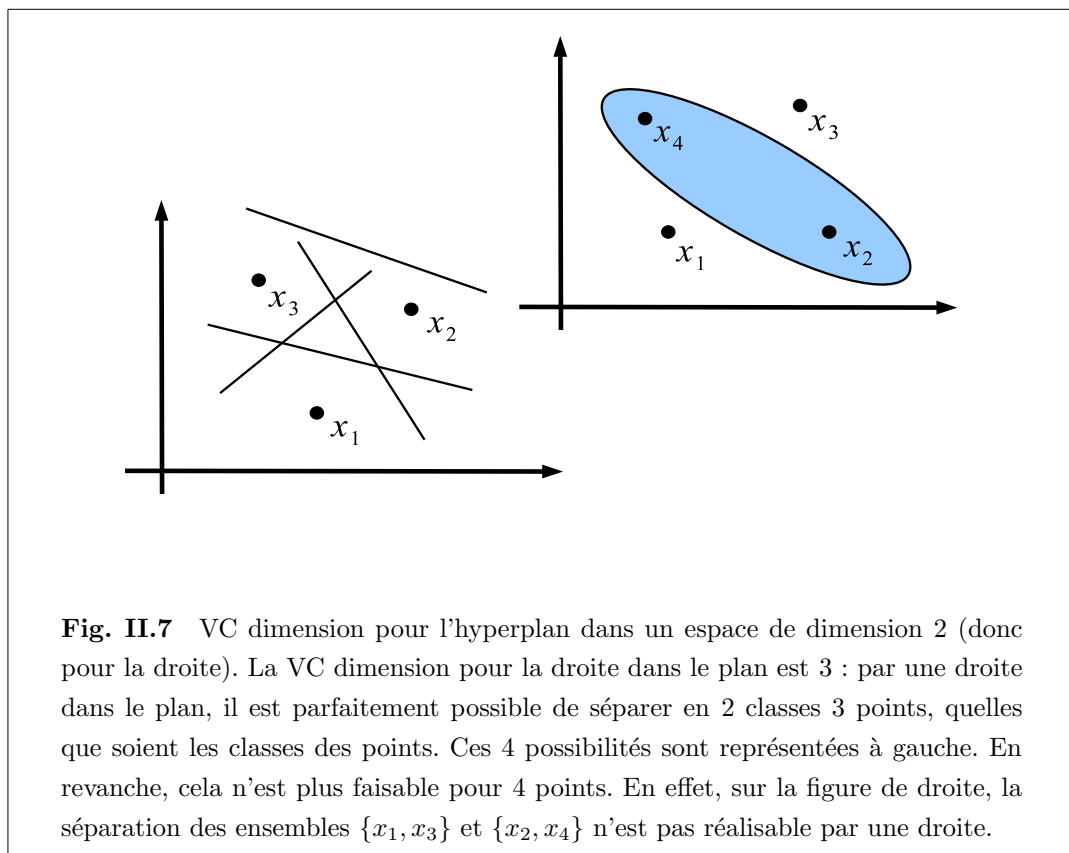 x₄
x₃
x₁
x₂
x₃
x₂
x₁
Fig. II.7 VC dimension pour l'hyperplan dans un espace de dimension 2 (donc
pour la droite). La VC dimension pour la droite dans le plan est 3 : par une droite
dans le plan, il est parfaitement possible de séparer en 2 classes 3 points, quelles
que soient les classes des points. Ces 4 possibilités sont représentées à gauche. En
revanche, cela n'est plus faisable pour 4 points. En effet, sur la figure de droite, la
séparation des ensembles {x₁, x₃} et {x₂, x₄} n'est pas réalisable par une droite.